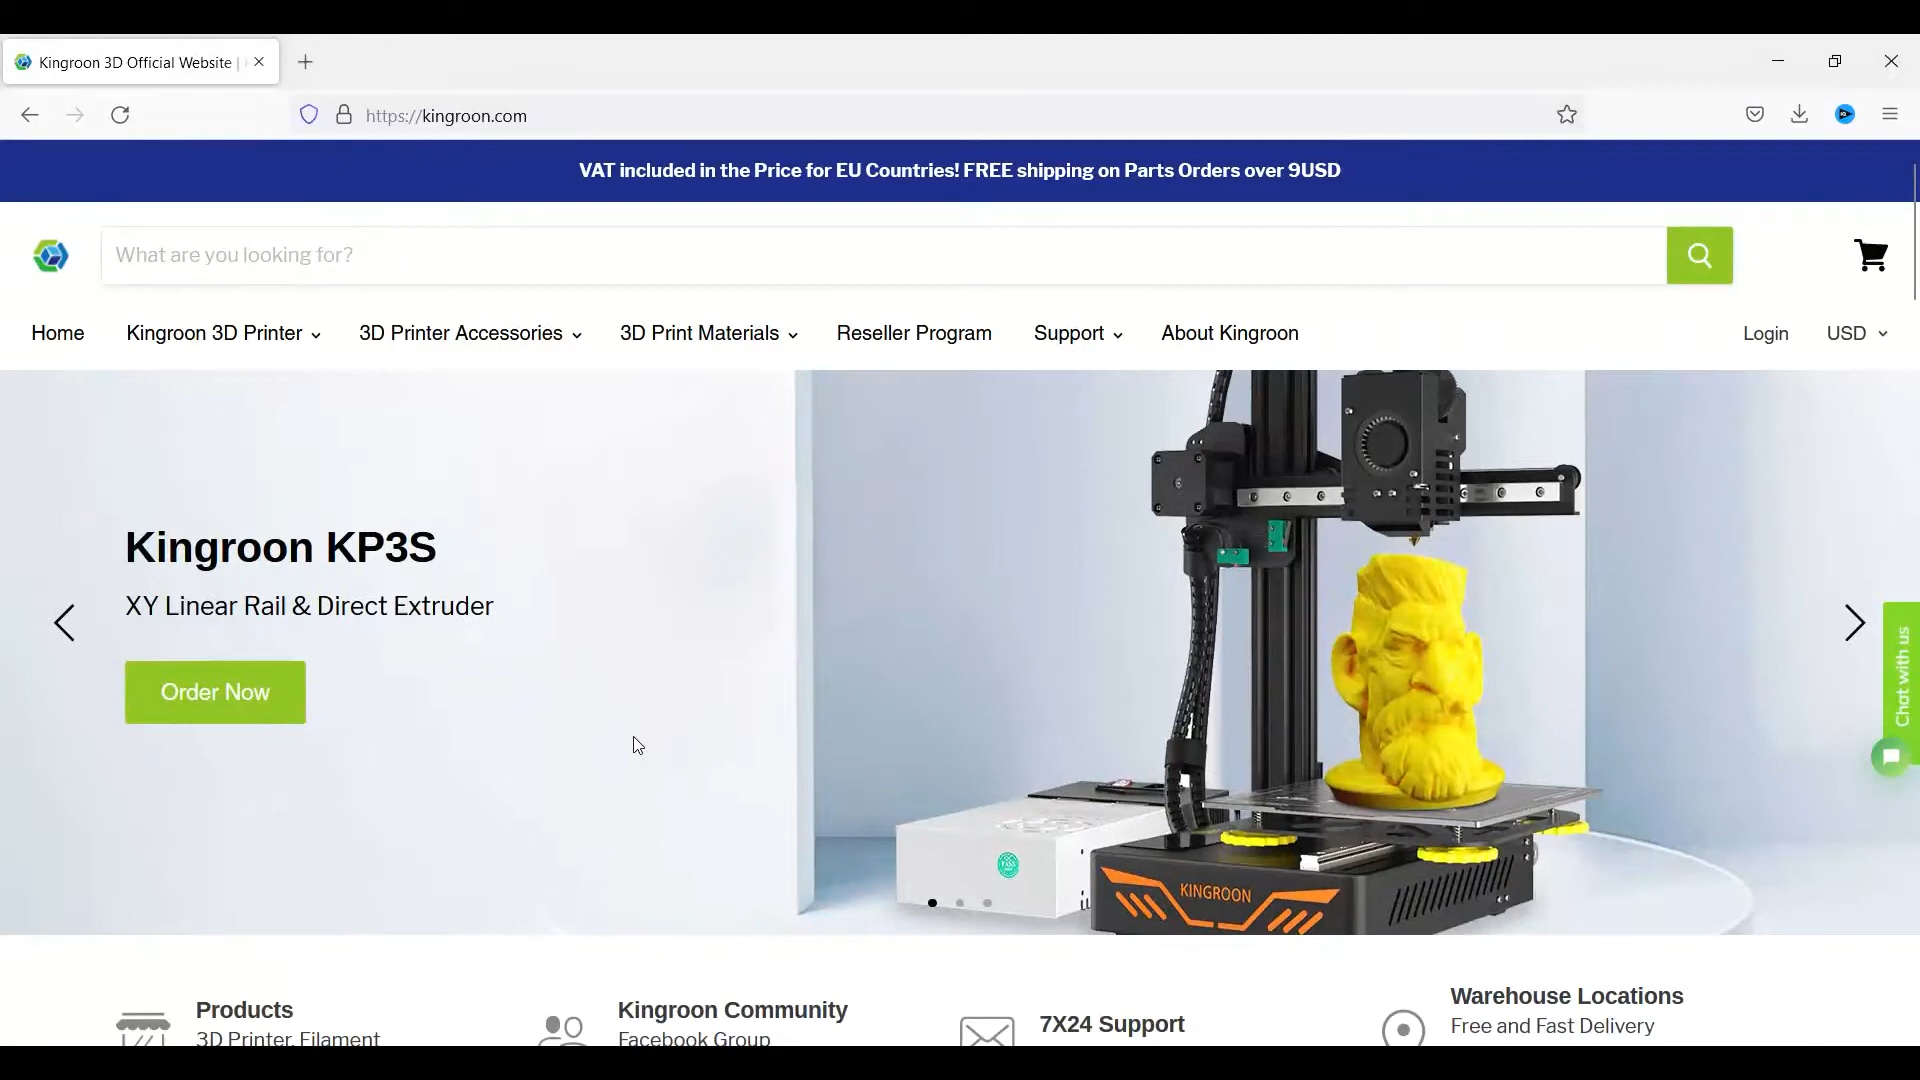 Kingroon 3D Official Website |
https://kingroon.com
VAT included in the Price for EU Countries! FREE shipping on Parts Orders over 9USD
What are you looking for?
Home
Kingroon 3D Printer
3D Printer Accessories
3D Print Materials
Reseller Program
Support
About Kingroon
Login
USD
Kingroon KP3S
XY Linear Rail & Direct Extruder
Order Now
Chat with us
PASS
KINGROON
Products
3D Printer, Filament
Kingroon Community
Facebook Group
7X24 Support
Warehouse Locations
Free and Fast Delivery